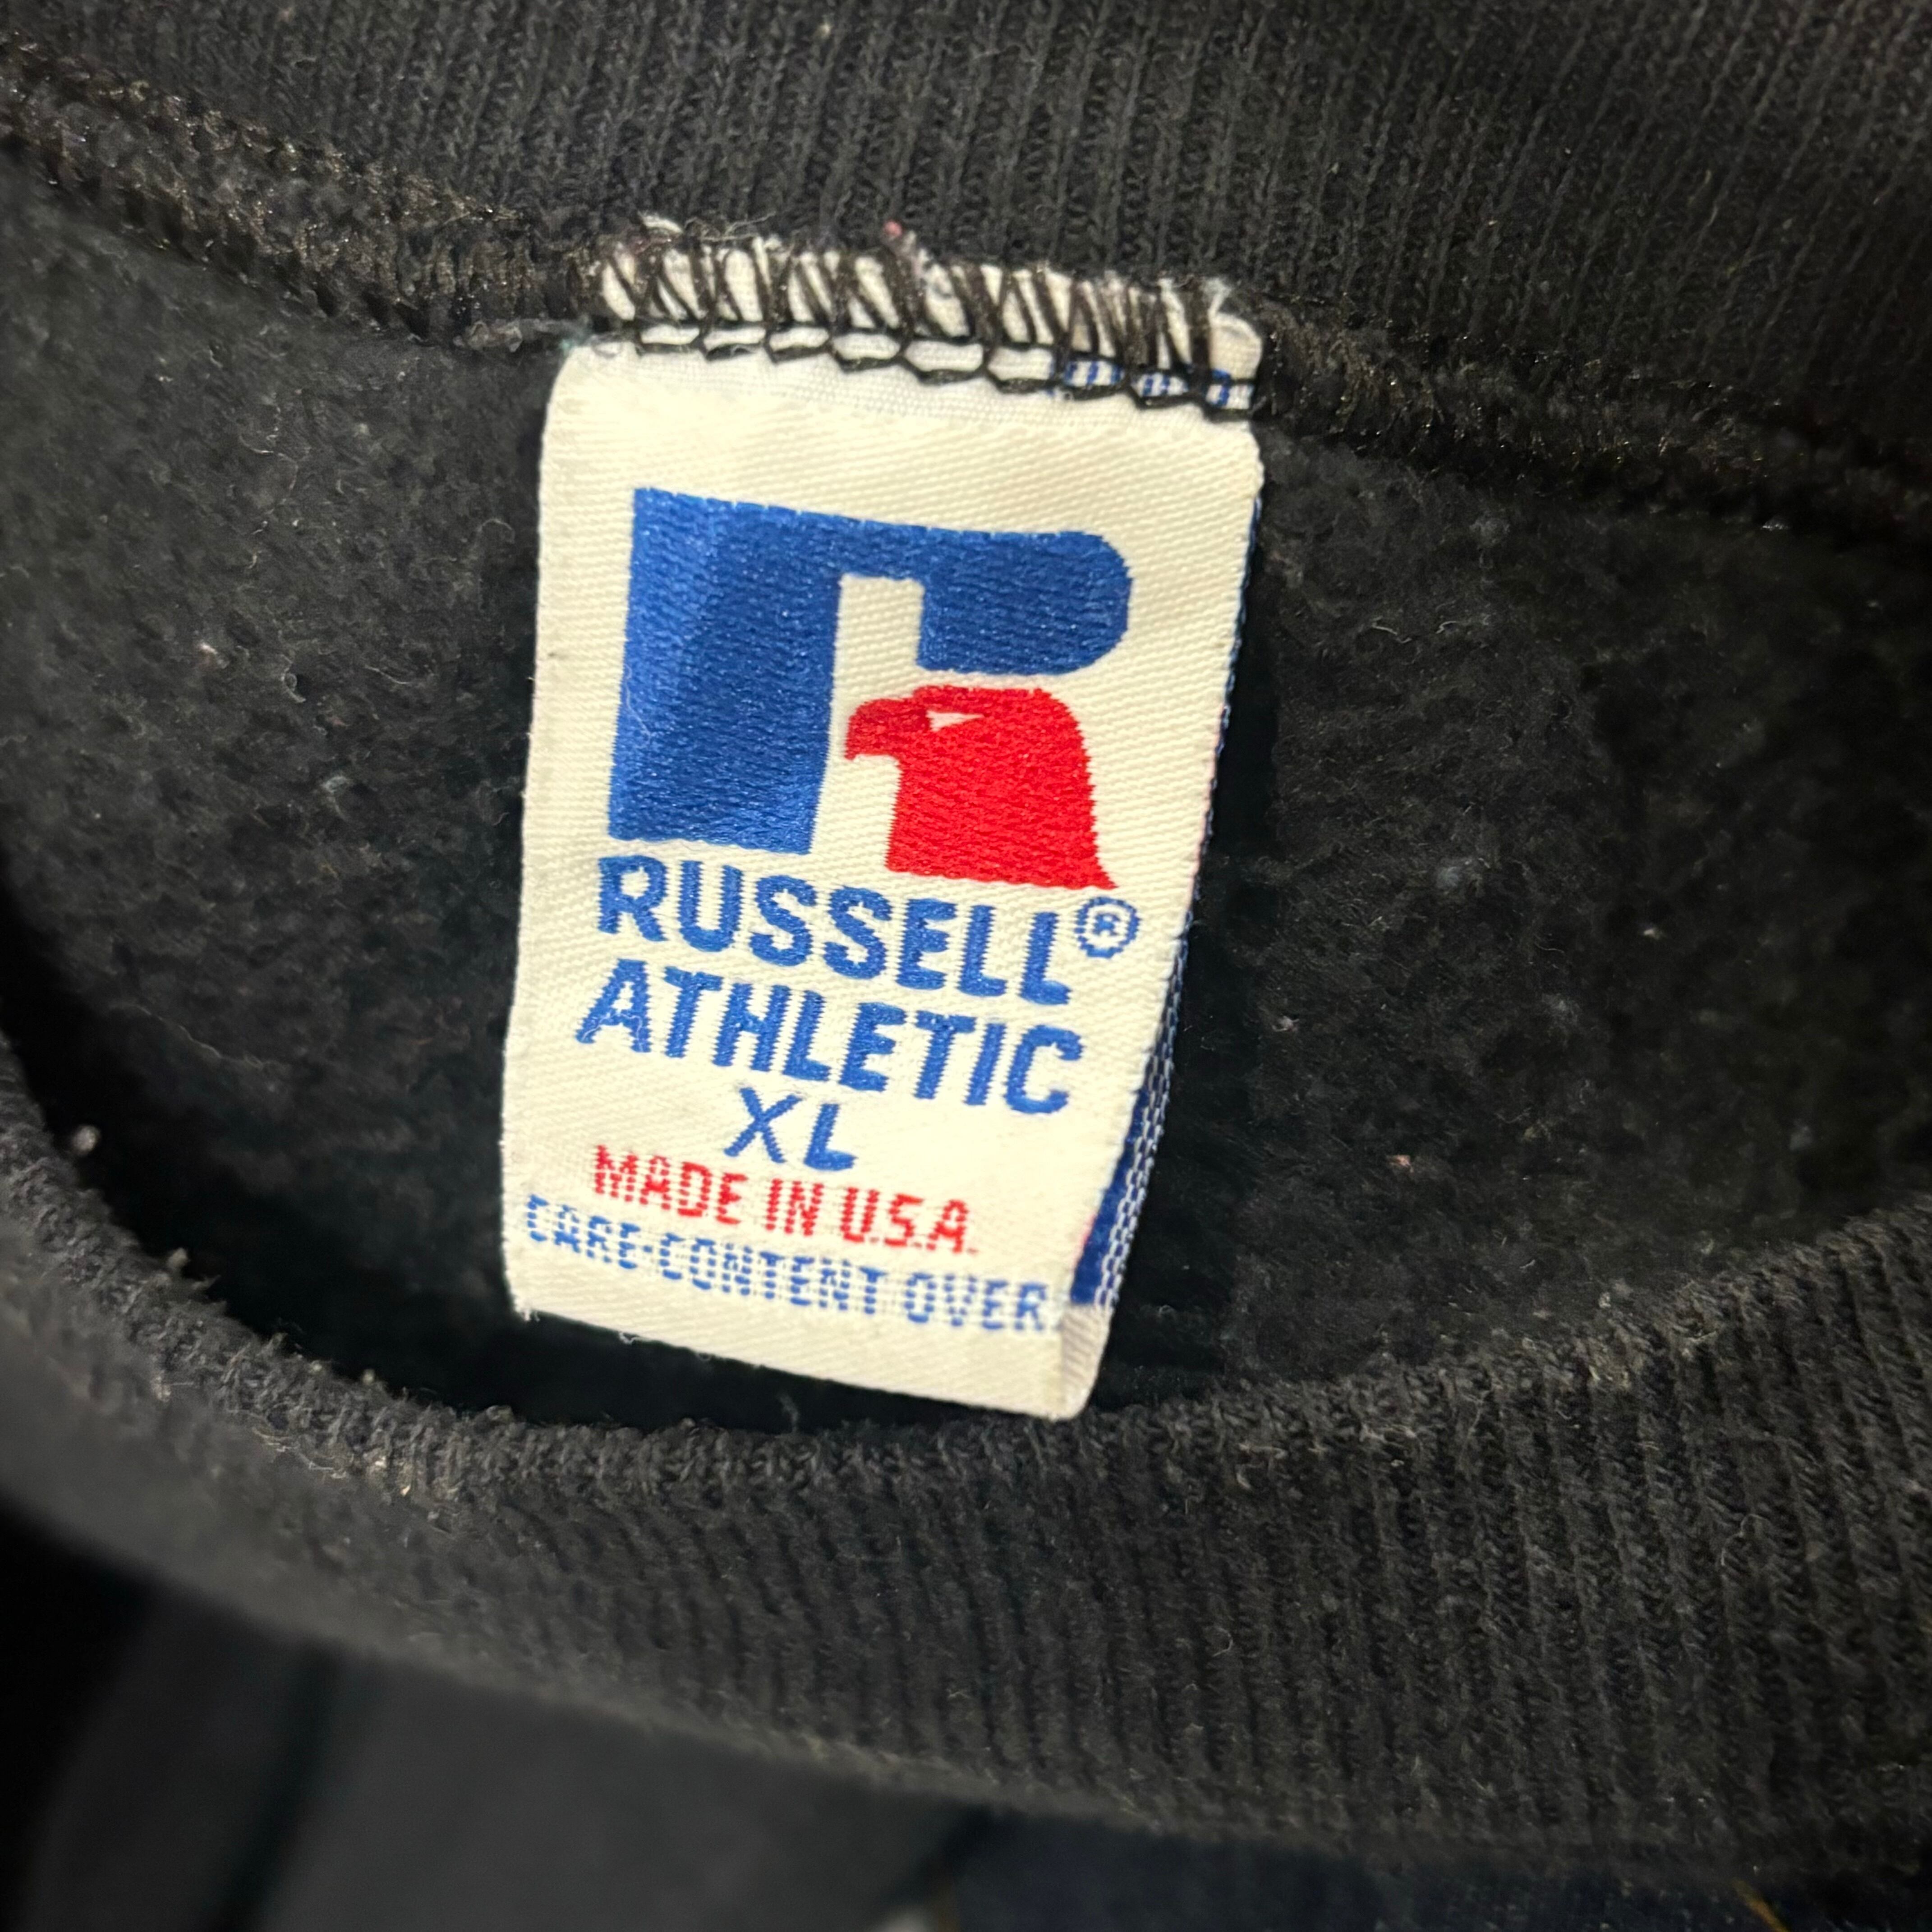 RUSSELL®
ATHLETIC
XL
MADE IN U.S.A.
CARE-CONTENT OVER